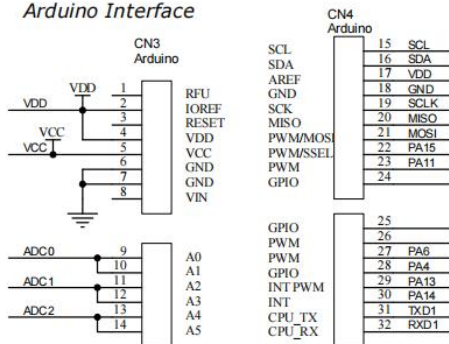 Arduino Interface
CN3
Arduino
VDD
VDD
1 RFU
2 IOREF
3 RESET
4 VDD
VCC
VCC
5 VCC
6 GND
7 GND
8 VIN
ADC0
9 A0
10 A1
ADC1
11 A2
12 A3
ADC2
13 A4
14 A5
CN4
Arduino
SCL 15 SCL
SDA 16 SDA
AREF 17 VDD
GND 18 GND
SCK 19 SCLK
MISO 20 MISO
PWM/MOSI 21 MOSI
PWM/SSEL 22 PA15
PWM 23 PA11
GPIO 24
GPIO 25
PWM 26
PWM 27 PA6
GPIO 28 PA4
INT PWM 29 PA13
INT 30 PA14
CPU_TX 31 TXD1
CPU_RX 32 RXD1